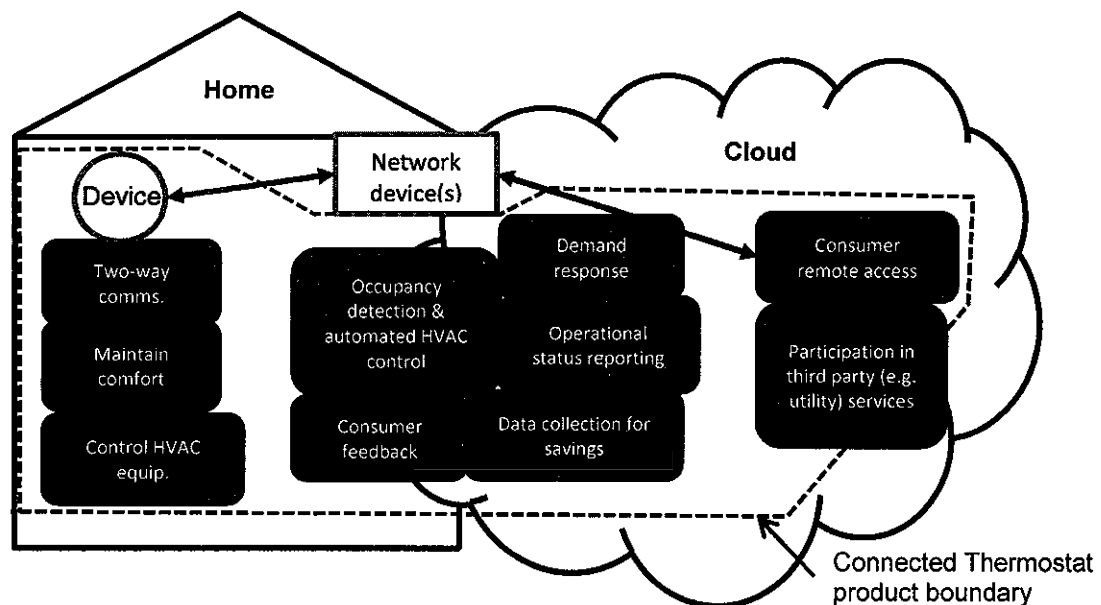 Home
Cloud
Device
Network
device(s)
Two-way
comms.
Maintain
comfort
Control HVAC
equip.
Occupancy
detection &
automated HVAC
control
Consumer
feedback
Demand
response
Operational
status reporting
Data collection for
savings
Consumer
remote access
Participation in
third party (e.g.
utility) services
Connected Thermostat
product boundary